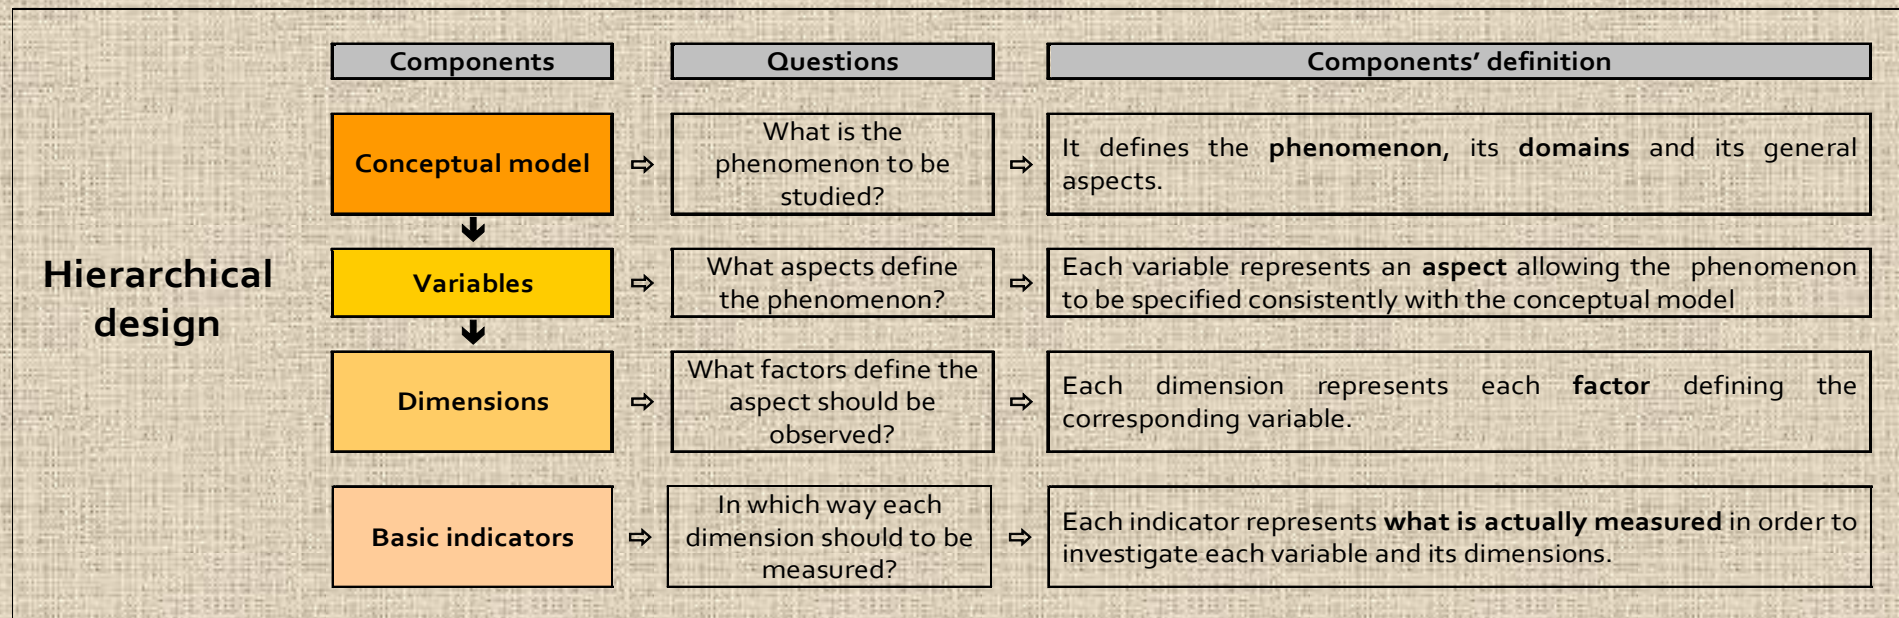 Components
Questions
Components’ definition
Hierarchical
design
Conceptual model
What is the
phenomenon to be
studied?
It defines the phenomenon, its domains and its general
aspects.
Variables
What aspects define
the phenomenon?
Each variable represents an aspect allowing the phenomenon
to be specified consistently with the conceptual model
Dimensions
What factors define the
aspect should be
observed?
Each dimension represents each factor defining the
corresponding variable.
Basic indicators
In which way each
dimension should to be
measured?
Each indicator represents what is actually measured in order to
investigate each variable and its dimensions.